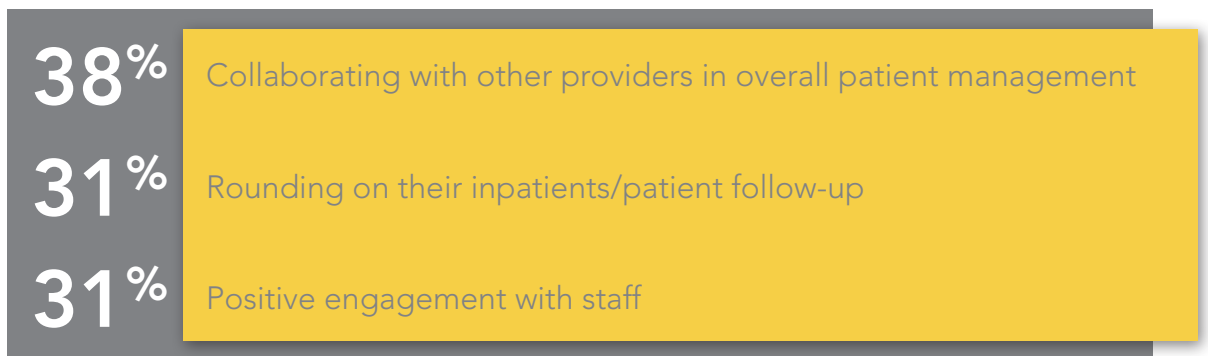 38% Collaborating with other providers in overall patient management
31% Rounding on their inpatients/patient follow-up
31% Positive engagement with staff